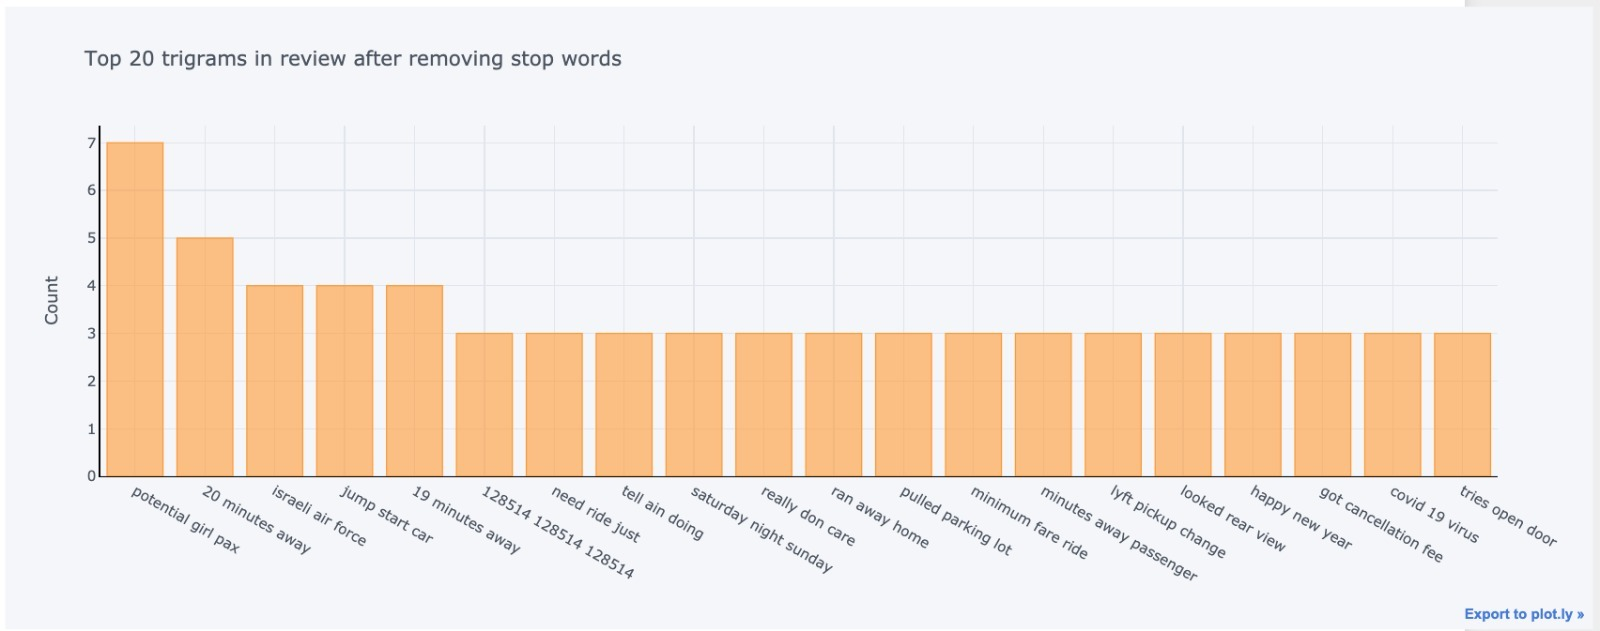 Top 20 trigrams in review after removing stop words
Count
7
6
5
4
3
2
1
0
potential girl pax
20 minutes away
israeli air force
jump start car
19 minutes away
128514 128514 128514
need ride just
tell ain doing
saturday night sunday
really don care
ran away home
pulled parking lot
minimum fare ride
minutes away passenger
lyft pickup change
looked rear view
happy new year
got cancellation fee
covid 19 virus
tries open door
Export to plot.ly »